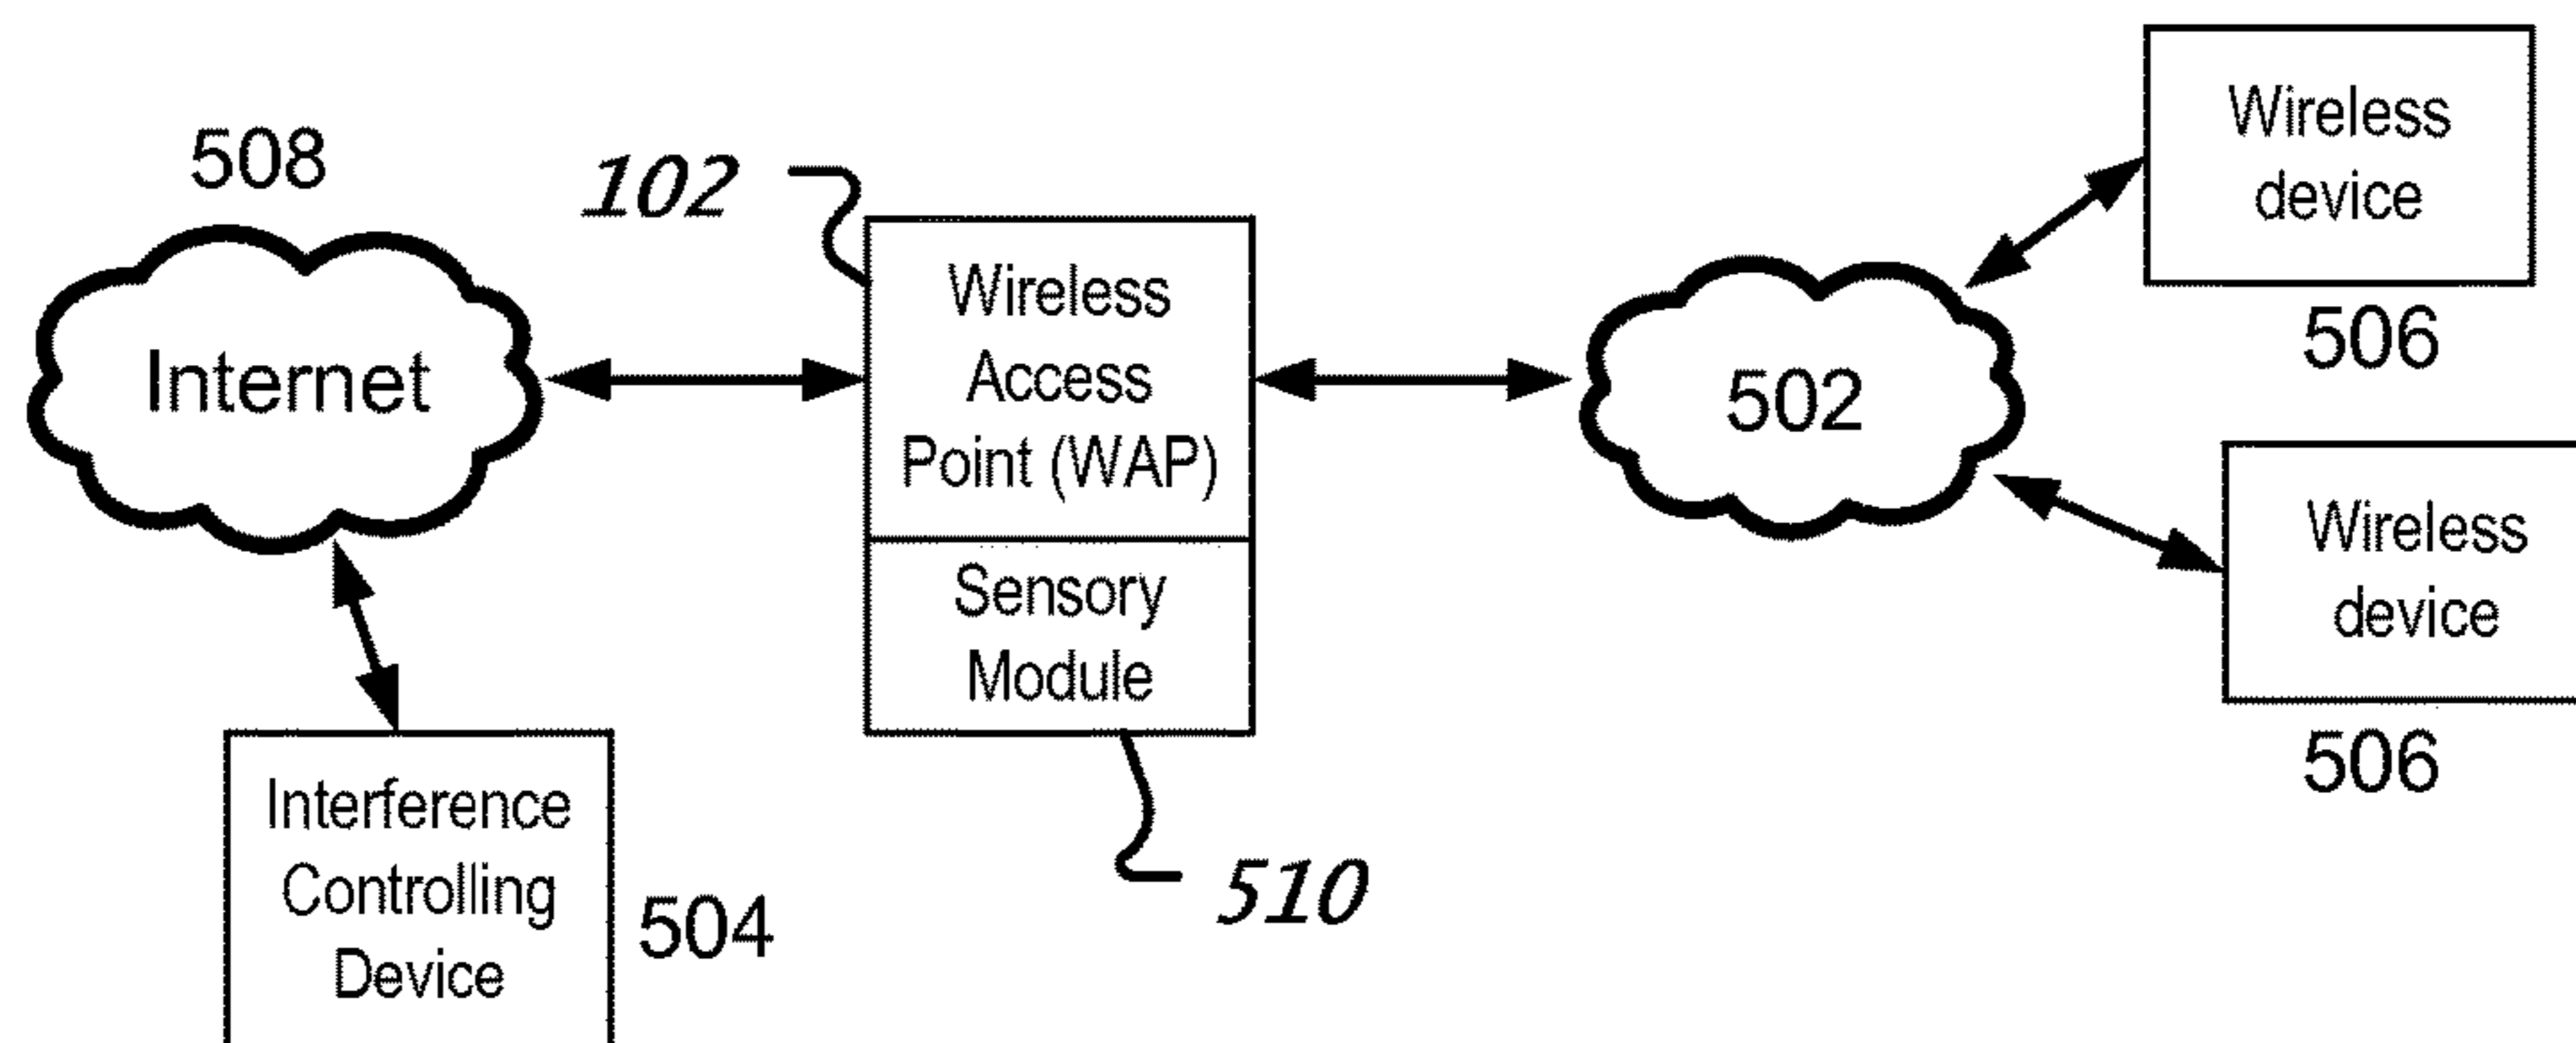 508
Internet
102
Wireless
Access
Point (WAP)
Sensory
Module
510
Interference
Controlling
Device
504
502
Wireless
device
506
Wireless
device
506